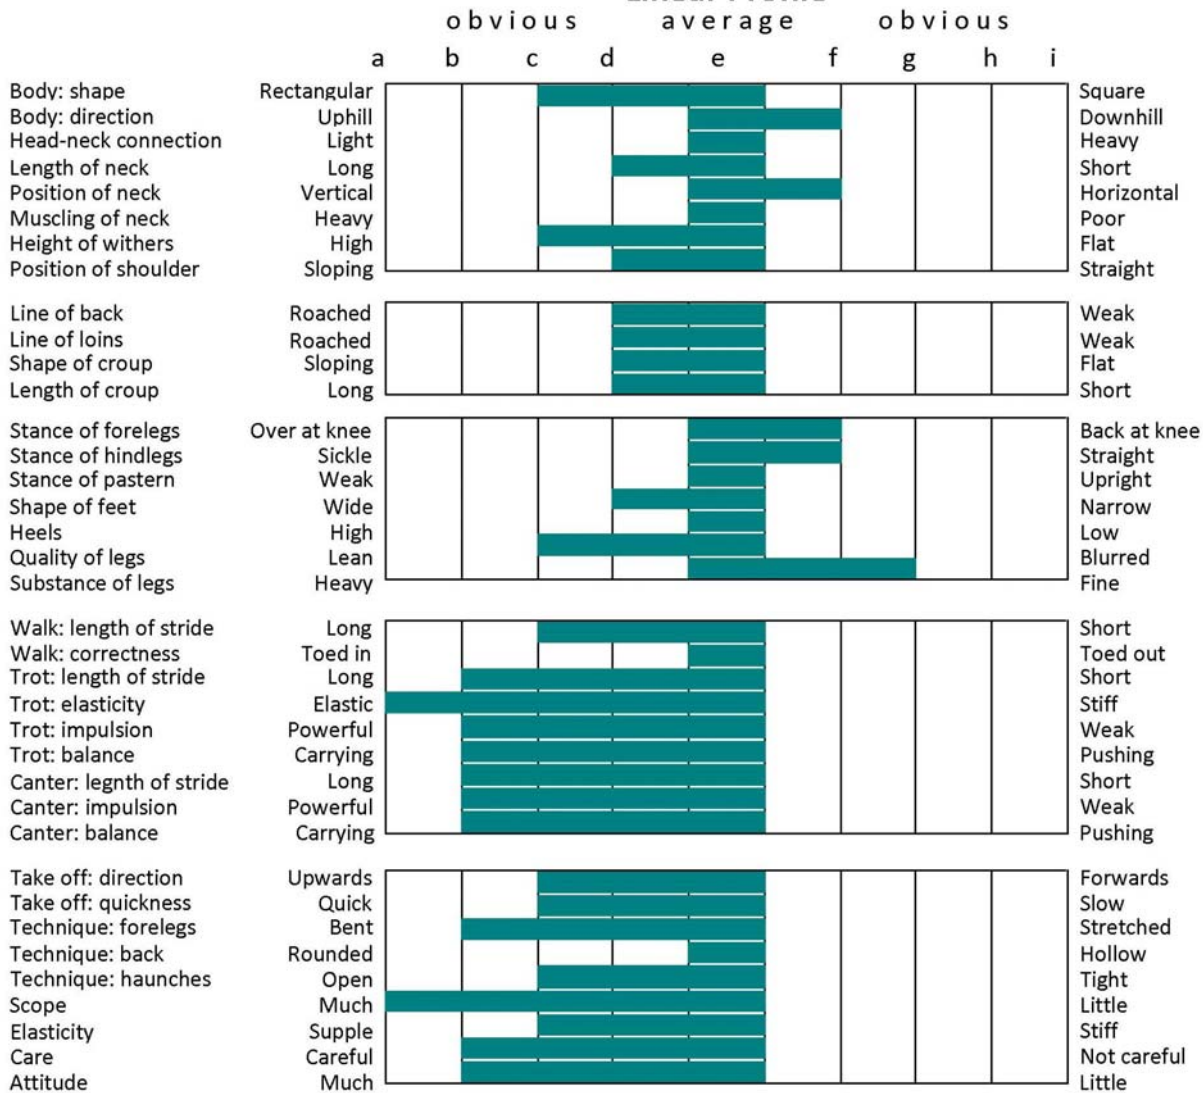 obvious average obvious
a b c d e f g h i
Body: shape Rectangular Square
Body: direction Uphill Downhill
Head-neck connection Light Heavy
Length of neck Long Short
Position of neck Vertical Horizontal
Muscling of neck Heavy Poor
Height of withers High Flat
Position of shoulder Sloping Straight
Line of back Roached Weak
Line of loins Roached Weak
Shape of croup Sloping Flat
Length of croup Long Short
Stance of forelegs Over at knee Back at knee
Stance of hindlegs Sickle Straight
Stance of pastern Weak Upright
Shape of feet Wide Narrow
Heels High Low
Quality of legs Lean Blurred
Substance of legs Heavy Fine
Walk: length of stride Long Short
Walk: correctness Toed in Toed out
Trot: length of stride Long Short
Trot: elasticity Elastic Stiff
Trot: impulsion Powerful Weak
Trot: balance Carrying Pushing
Canter: legnth of stride Long Short
Canter: impulsion Powerful Weak
Canter: balance Carrying Pushing
Take off: direction Upwards Forwards
Take off: quickness Quick Slow
Technique: forelegs Bent Stretched
Technique: back Rounded Hollow
Technique: haunches Open Tight
Scope Much Little
Elasticity Supple Stiff
Care Careful Not careful
Attitude Much Little